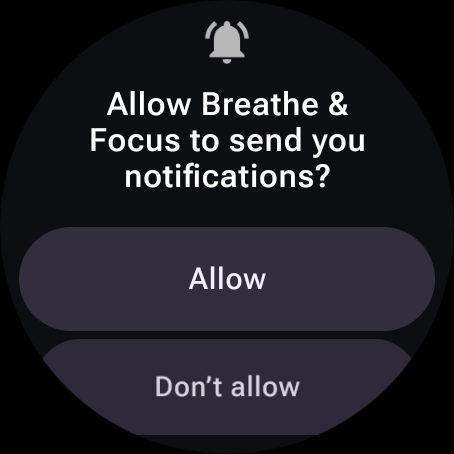 Allow Breathe &
Focus to send you
notifications?
Allow
Don’t allow